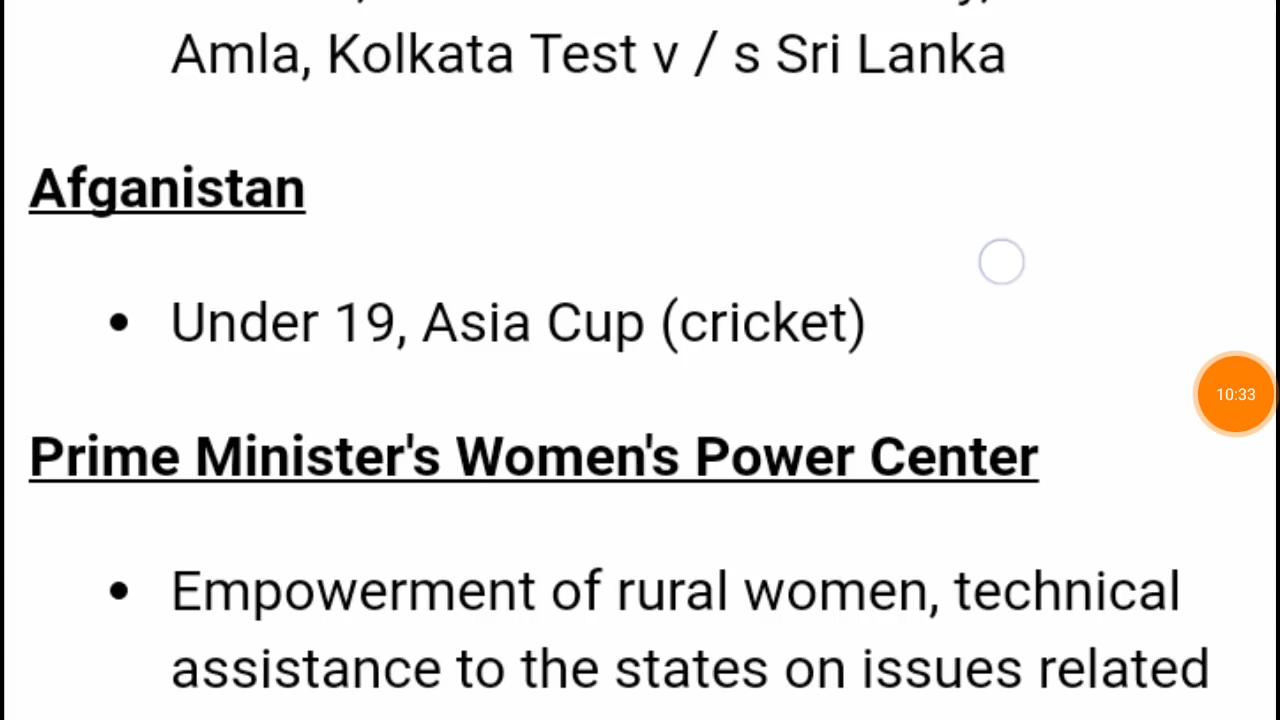 Amla, Kolkata Test v / s Sri Lanka
Afganistan
• Under 19, Asia Cup (cricket)
10:33
Prime Minister's Women's Power Center
• Empowerment of rural women, technical
assistance to the states on issues related